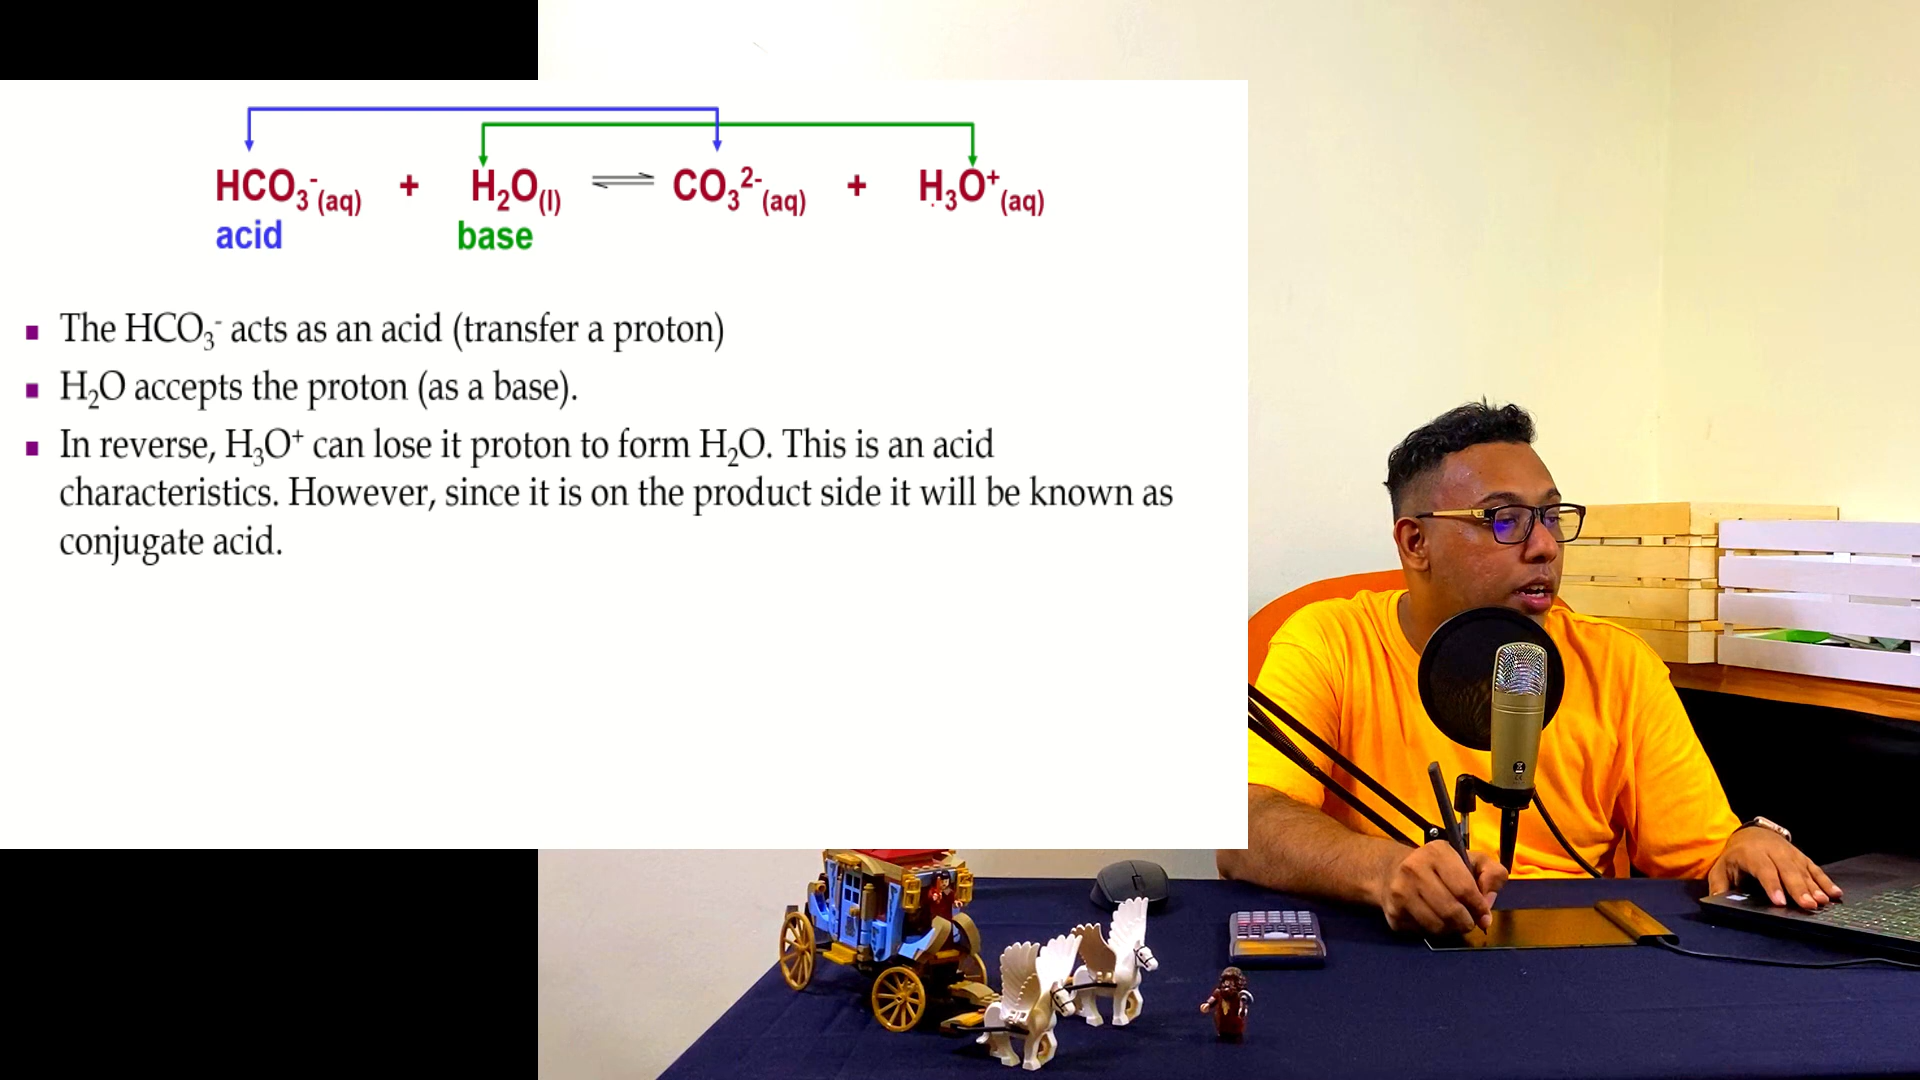 HCO₃⁻(aq) + H₂O(l) ⇌ CO₃²⁻(aq) + H₃O⁺(aq)
acid base
▪ The HCO₃⁻ acts as an acid (transfer a proton)
▪ H₂O accepts the proton (as a base).
▪ In reverse, H₃O⁺ can lose it proton to form H₂O. This is an acid
characteristics. However, since it is on the product side it will be known as
conjugate acid.